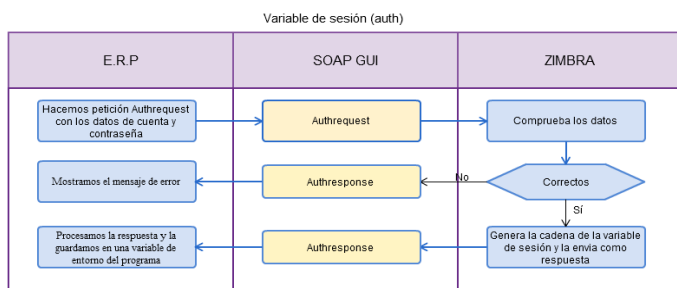 Variable de sesión (auth)
E.R.P
SOAP GUI
ZIMBRA
Hacemos petición Authrequest
con los datos de cuenta y
contraseña
Authrequest
Comprueba los datos
Mostramos el mensaje de error
Authresponse
No
Correctos
Sí
Procesamos la respuesta y la
guardamos en una variable de
entorno del programa
Authresponse
Genera la cadena de la variable
de sesión y la envia como
respuesta